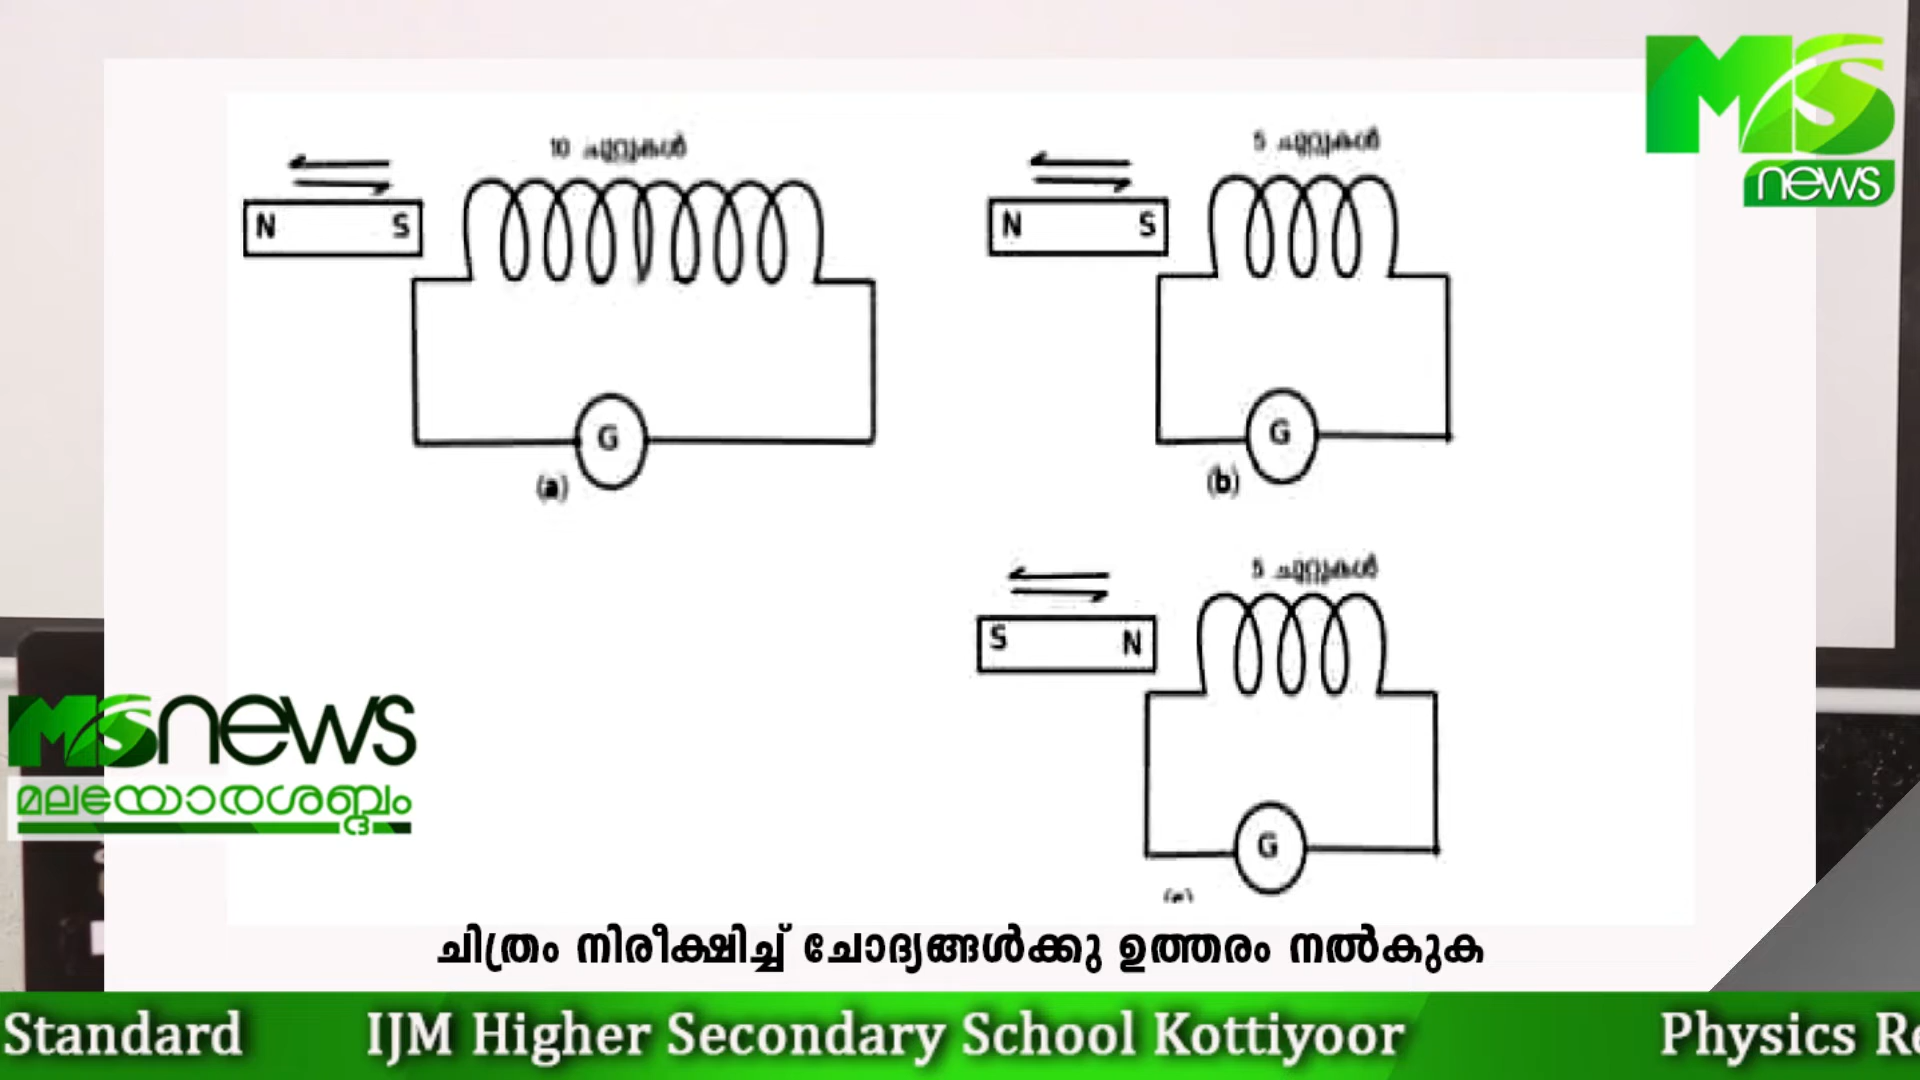 10 ചുറ്റുകൾ
N S
G
(a)
5 ചുറ്റുകൾ
N S
G
(b)
5 ചുറ്റുകൾ
S N
G
MS
news
MSnews
മലയോരശബ്ദം
ചിത്രം നിരീക്ഷിച്ച് ചോദ്യങ്ങൾക്കു ഉത്തരം നൽകുക
Standard IJM Higher Secondary School Kottiyoor Physics Re